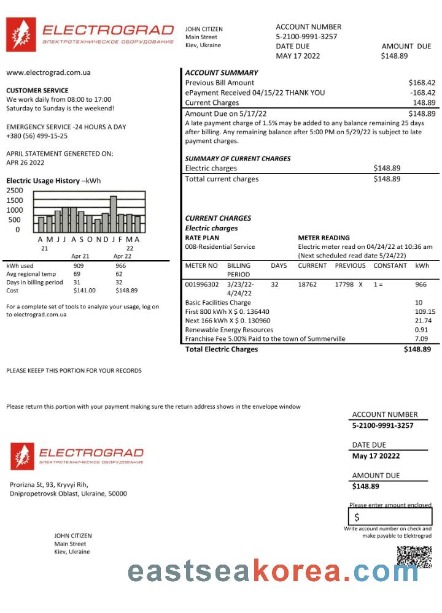 ELECTROGRAD
ЭЛЕКТРОТЕХНИЧЕСКОЕ ОБОРУДОВАНИЕ
JOHN CITIZEN
Main Street
Kiev, Ukraine
ACCOUNT NUMBER
5-2100-9991-3257
DATE DUE AMOUNT DUE
MAY 17 2022 $148.89
www.electrograd.com.ua
CUSTOMER SERVICE
We work daily from 08:00 to 17:00
Saturday to Sunday is the weekend!
EMERGENCY SERVICE -24 HOURS A DAY
+380 (56) 499-15-25
APRIL STATEMENT GENERETED ON:
APR 26 2022
Electric Usage History –kWh
2500
1500
1000
500
0
A M J J A S O N D J F M A
21 22
Apr 21 Apr 22
kWh used 909 966
Avg regional temp 69 62
Days in billing period 31 32
Cost $141.00 $148.89
For a complete set of tools to analyze your usage, log on
to electrograd.com.ua
ACCOUNT SUMMARY
Previous Bill Amount $168.42
ePayment Received 04/15/22 THANK YOU -168.42
Current Charges 148.89
Amount Due on 5/17/22 $148.89
A late payment charge of 1.5% may be added to any balance remaining 25 days
after billing. Any remaining balance after 5:00 PM on 5/29/22 is subject to late
payment charges.
SUMMARY OF CURRENT CHARGES
Electric charges $148.89
Tottal current charges $148.89
CURRENT CHARGES
Electric charges
RATE PLAN METER READING
008-Residential Service Electric meter read on 04/24/22 at 10:36 am
(Next scheduled read date 5/24/22)
METER NO BILLING PERIOD DAYS CURRENT PREVIOUS CONSTANT kWh
001996302 3/23/22-4/24/22 32 18762 17798 X 1 = 966
Basic Facilities Charge 10
First 800 kWh X $ 0. 136440 109.15
Next 166 kWh X $ 0. 130960 21.74
Renewable Energy Resources 0.91
Franchise Fee 5.00% Paid to the town of Summerville 7.09
Total Electric Charges $148.89
PLEASE KEEEP THIS PORTION FOR YOUR RECORDS
Please return this portion with your payment making sure the return address shows in the envelope window
ACCOUNT NUMBER
5-2100-9991-3257
DATE DUE
May 17 20222
AMOUNT DUE
$148.89
Please enter amount enclosed
$
Write account number on check and
make payable to Elektrograd
ELECTROGRAD
ЭЛЕКТРОТЕХНИЧЕСКОЕ ОБОРУДОВАНИЕ
Prorizna St, 93, Kryvyi Rih,
Dnipropetrovsk Oblast, Ukraine, 50000
JOHN CITIZEN
Main Street
Kiev, Ukraine
eastseakorea.com